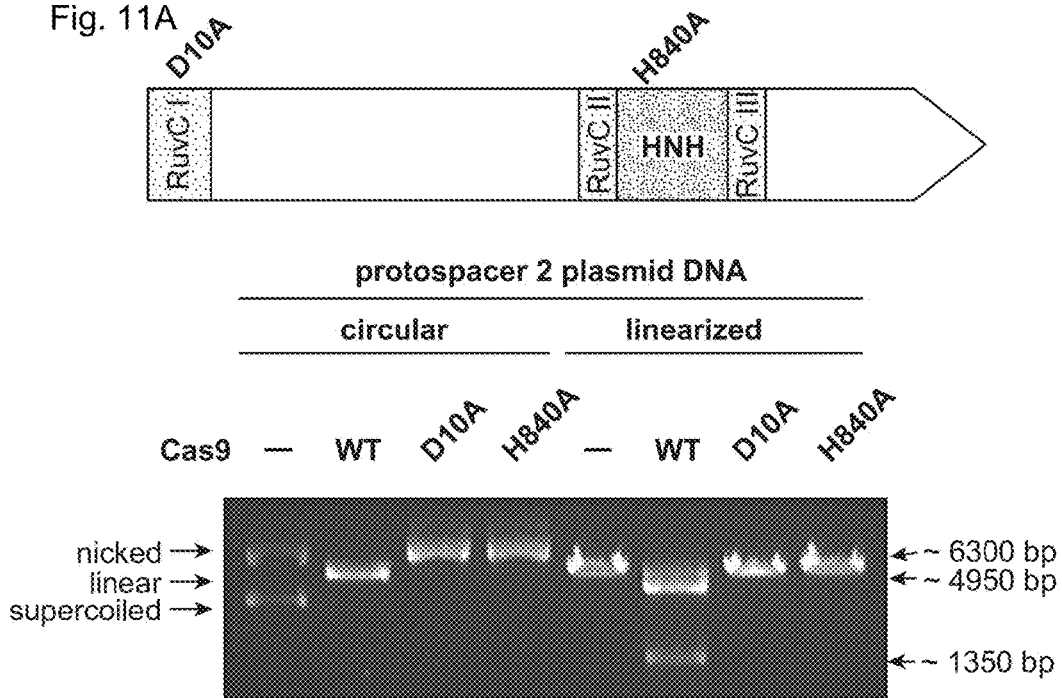 Fig. 11A
D10A
H840A
RuvC I
RuvC II
HNH
RuvC III
protospacer 2 plasmid DNA
circular linearized
Cas9 — WT D10A H840A — WT D10A H840A
nicked
linear
supercoiled
~ 6300 bp
~ 4950 bp
~ 1350 bp